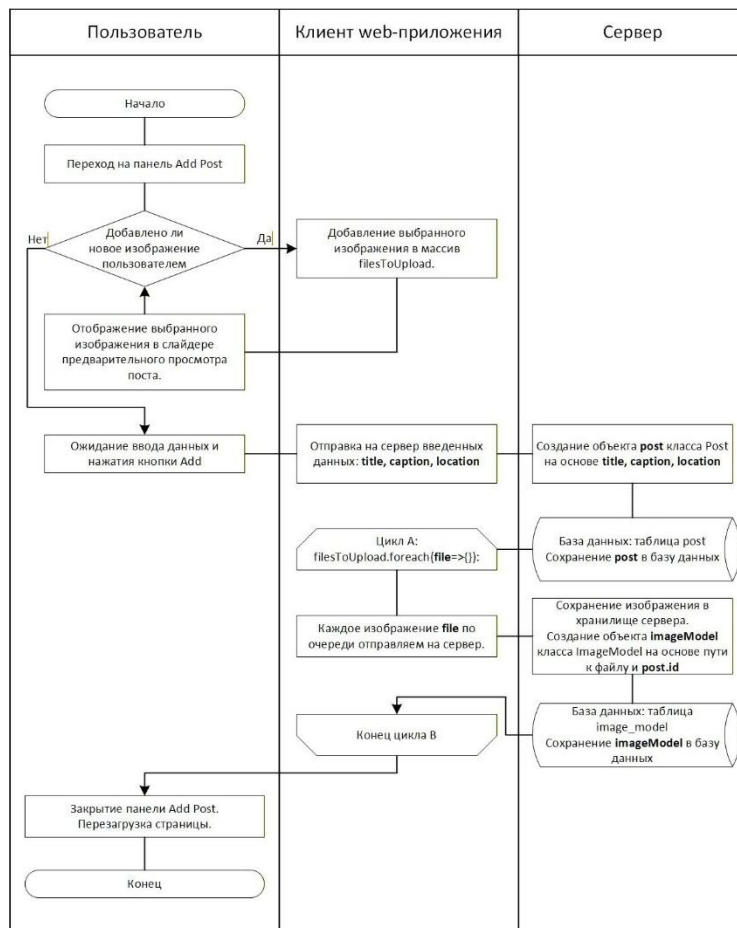 Пользователь
Клиент web-приложения
Сервер
Начало
Переход на панель Add Post
Добавлено ли
новое изображение
пользователем
Нет
Да
Добавление выбранного
изображения в массив
filesToUpload.
Отображение выбранного
изображения в слайдере
предварительного просмотра
поста.
Ожидание ввода данных и
нажатия кнопки Add
Отправка на сервер введенных
данных: title, caption, location
Создание объекта post класса Post
на основе title, caption, location
Цикл А:
filesToUpload.foreach(file=>{}):
База данных: таблица post
Сохранение post в базу данных
Каждое изображение file по
очереди отправляем на сервер.
Сохранение изображения в
хранилище сервера.
Создание объекта imageModel
класса ImageModel на основе пути
к файлу и post.id
Конец цикла В
База данных: таблица
image_model
Сохранение imageModel в базу
данных
Закрытие панели Add Post.
Перезагрузка страницы.
Конец